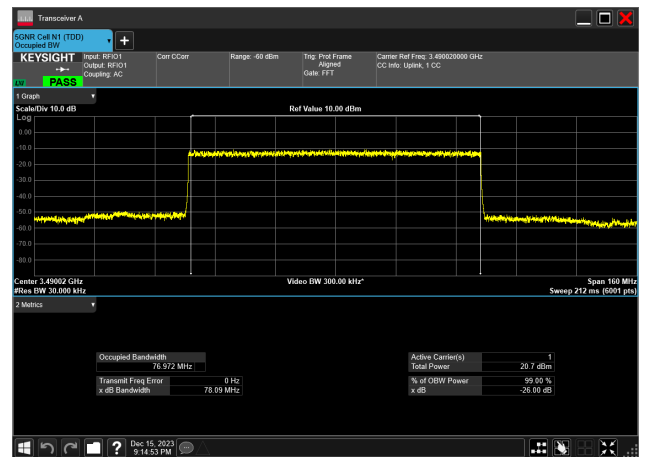 Transceiver A
5GNR Cell N1 (TDD)
Occupied BW
KEYSIGHT Input: RFIO1 Corr CCorr Range: -60 dBm Trig: Prot Frame Carrier Ref Freq: 3.490020000 GHz
Output: RFIO1 Aligned CC Info: Uplink, 1 CC
Coupling: AC Gate: FFT
PASS
1 Graph
Scale/Div 10.0 dB Ref Value 10.00 dBm
Log
0.00
-10.0
-20.0
-30.0
-40.0
-50.0
-60.0
-70.0
-80.0
Center 3.49002 GHz Video BW 300.00 kHz* Span 160 MHz
#Res BW 30.000 kHz Sweep 212 ms (6001 pts)
2 Metrics
Occupied Bandwidth Active Carrier(s) 1
76.972 MHz Total Power 20.7 dBm
Transmit Freq Error 0 Hz % of OBW Power 99.00 %
x dB Bandwidth 78.09 MHz x dB -26.00 dB
Dec 15, 2023
9:14:53 PM